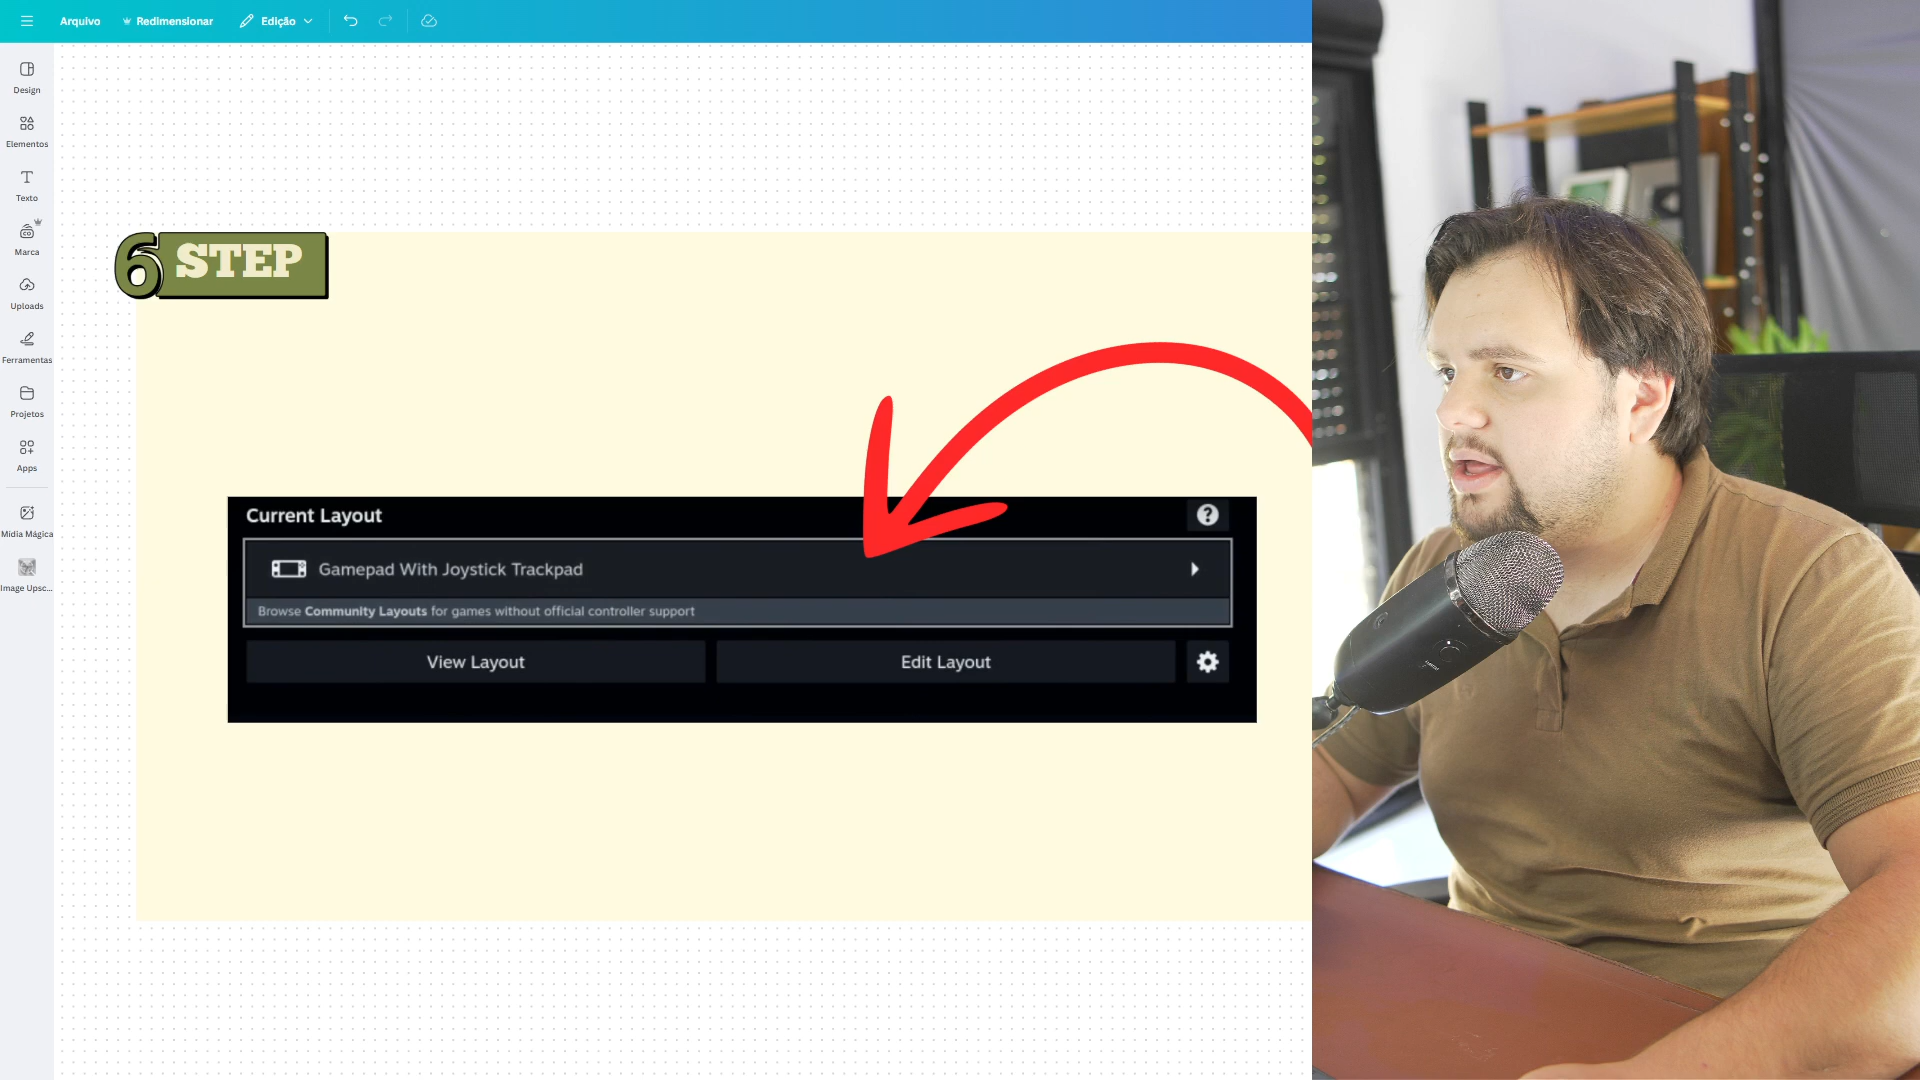 Arquivo
Redimensionar
Edição
Design
Elementos
Texto
Marca
Uploads
Ferramentas
Projetos
Apps
Mídia Mágica
Image Upsc...
6 STEP
Current Layout
?
Gamepad With Joystick Trackpad
Browse Community Layouts for games without official controller support
View Layout
Edit Layout